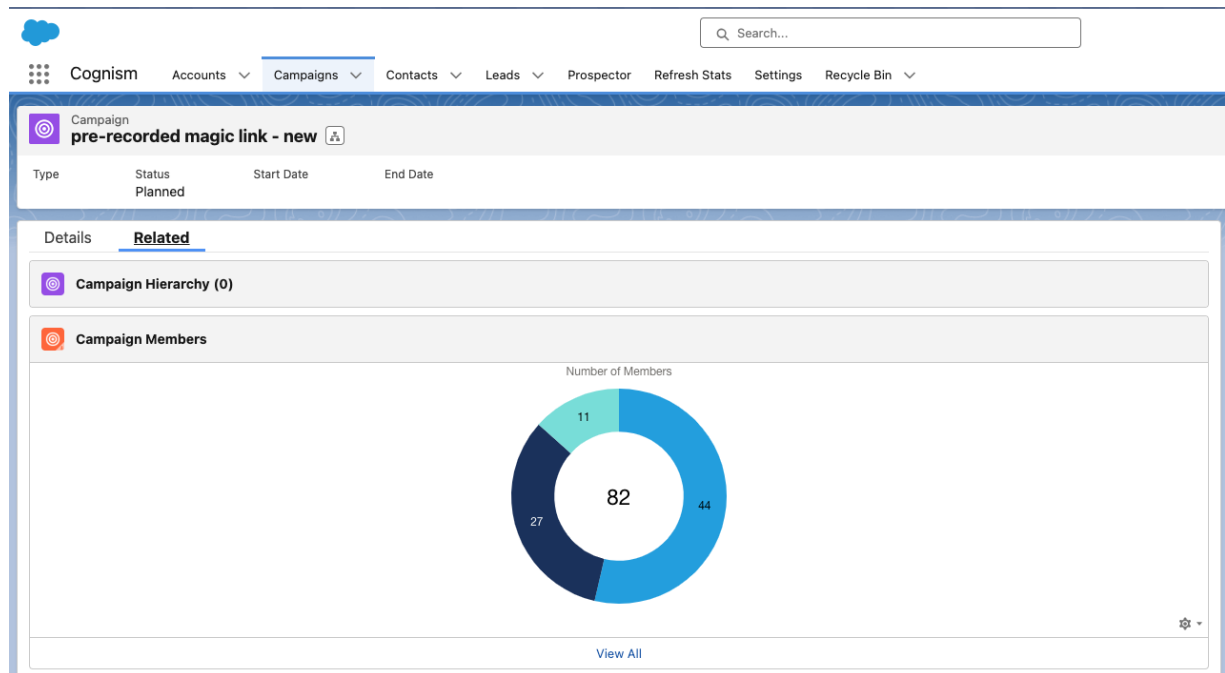 Search...
Cognism Accounts Campaigns Contacts Leads Prospector Refresh Stats Settings Recycle Bin
Campaign
pre-recorded magic link - new
Type Status Start Date End Date
Planned
Details Related
Campaign Hierarchy (0)
Campaign Members
Number of Members
11
82
44
27
View All